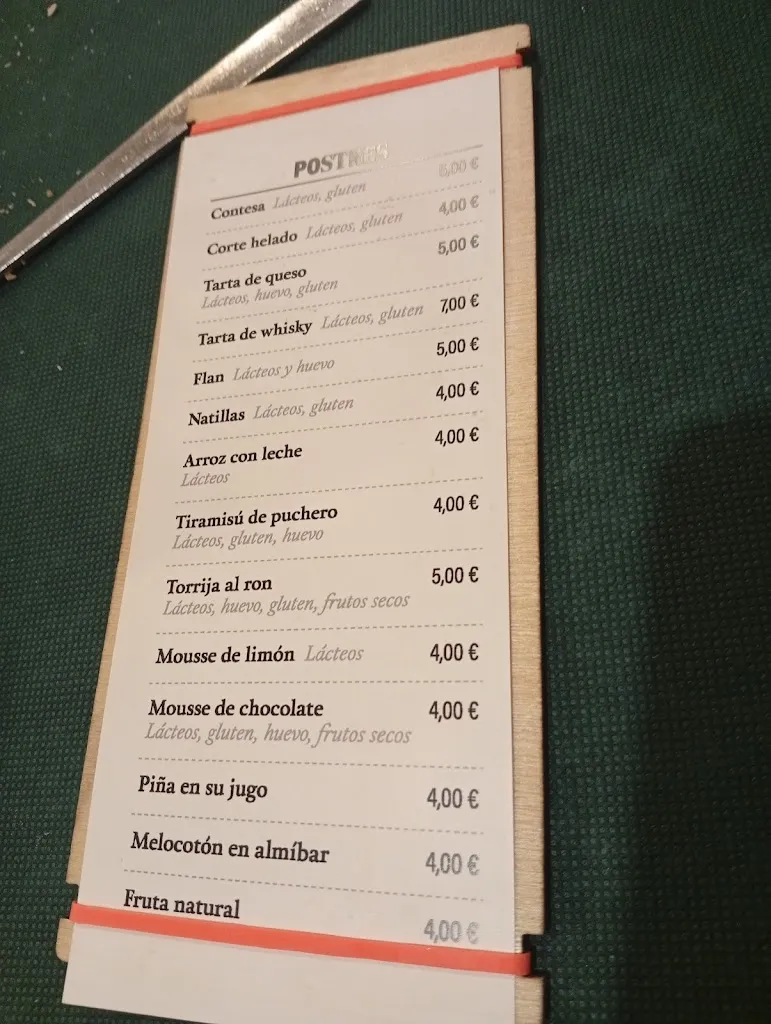 POSTRES
Contesa Lácteos, gluten
Corte helado Lácteos, gluten 4,00 €
Tarta de queso 5,00 €
Lácteos, huevo, gluten
Tarta de whisky Lácteos, gluten 7,00 €
Flan Lácteos y huevo 5,00 €
Natillas Lácteos, gluten 4,00 €
Arroz con leche 4,00 €
Lácteos
Tiramisú de puchero 4,00 €
Lácteos, gluten, huevo
Torrija al ron 5,00 €
Lácteos, huevo, gluten, frutos secos
Mousse de limón Lácteos 4,00 €
Mousse de chocolate 4,00 €
Lácteos, gluten, huevo, frutos secos
Piña en su jugo 4,00 €
Melocotón en almíbar 4,00 €
Fruta natural 4,00 €